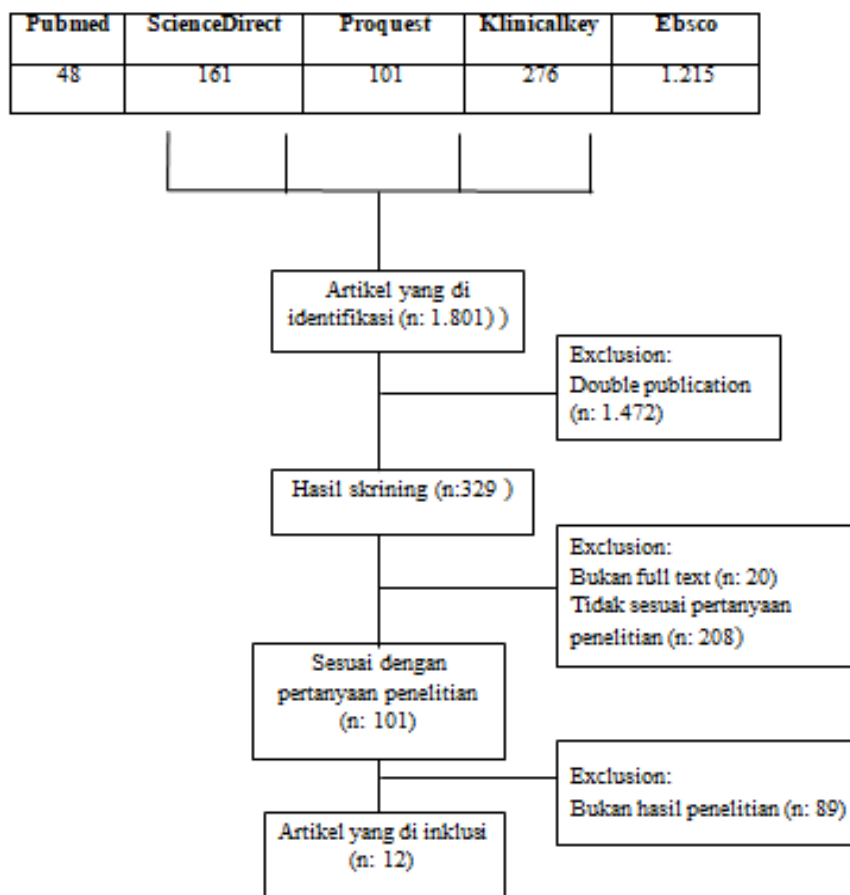 Pubmed ScienceDirect Proquest Klinicalkey Ebsco
48 161 101 276 1.215
Artikel yang di
identifikasi (n: 1.801) )
Exclusion:
Double publication
(n: 1.472)
Hasil skrining (n:329 )
Exclusion:
Bukan full text (n: 20)
Tidak sesuai pertanyaan
penelitian (n: 208)
Sesuai dengan
pertanyaan penelitian
(n: 101)
Exclusion:
Bukan hasil penelitian (n: 89)
Artikel yang di inklusi
(n: 12)